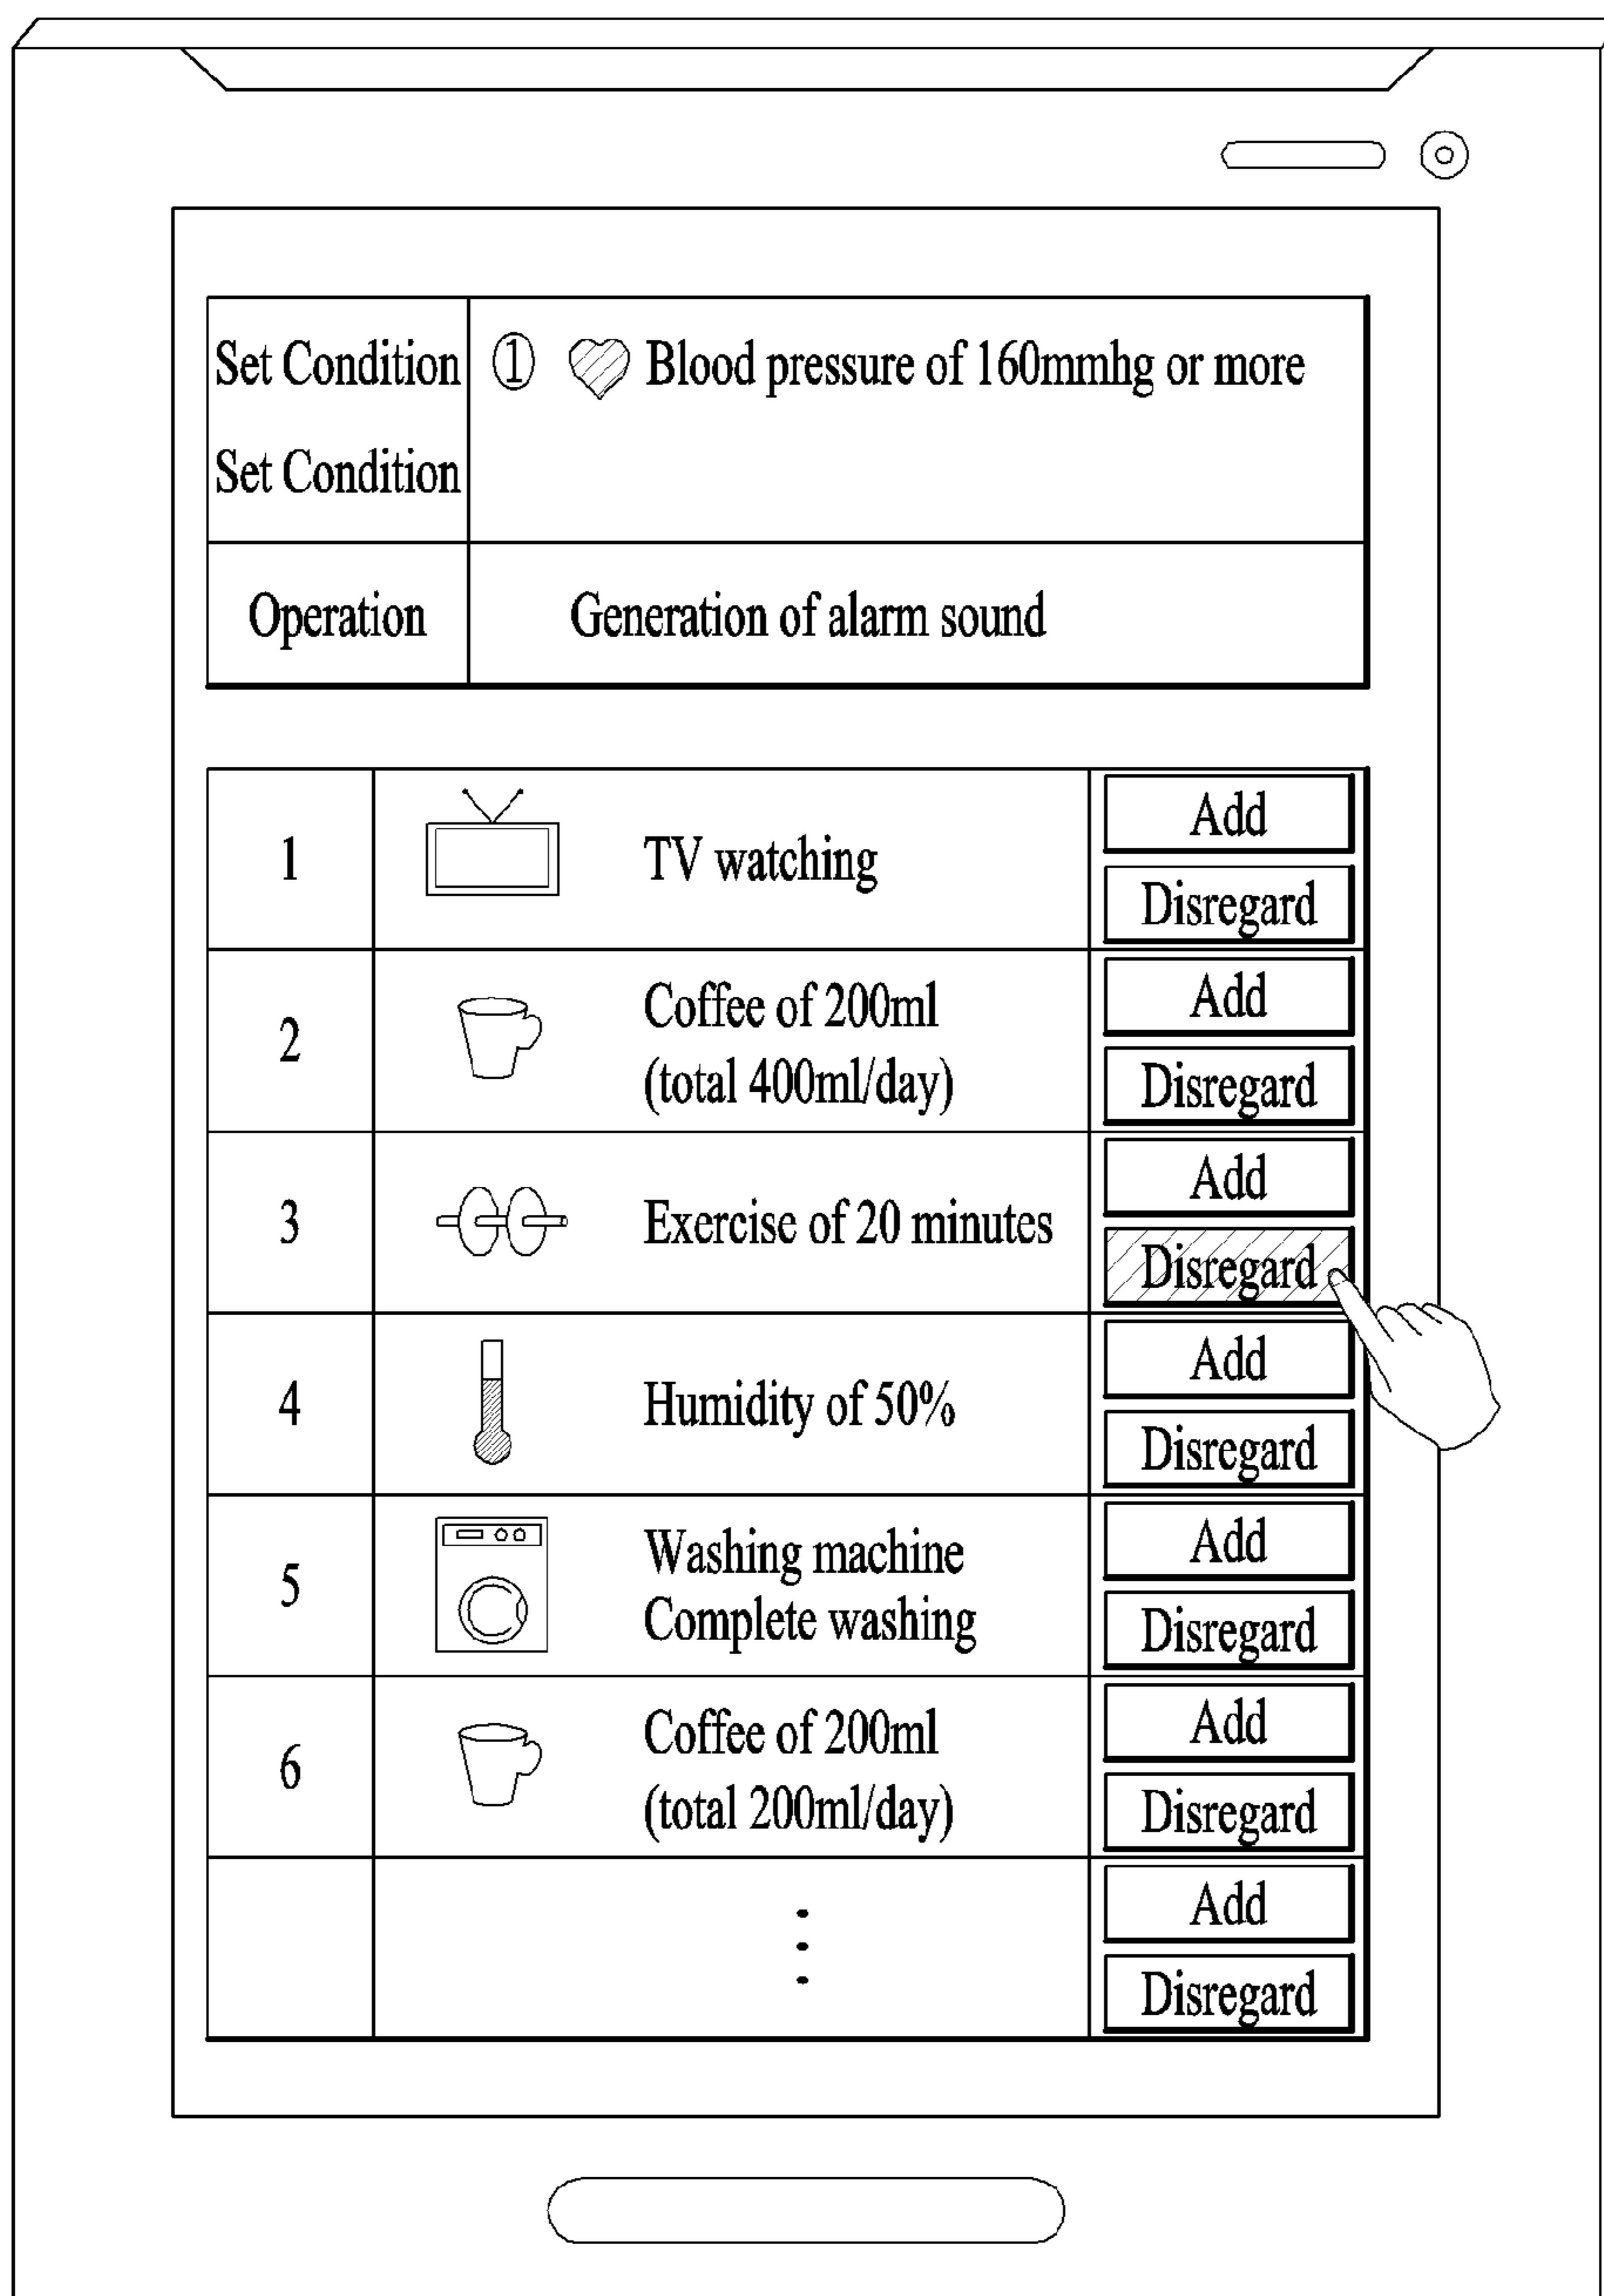 Set Condition ① Blood pressure of 160mmhg or more
Set Condition
Operation Generation of alarm sound
1 TV watching
Add
Disregard
2 Coffee of 200ml
(total 400ml/day)
Add
Disregard
3 Exercise of 20 minutes
Add
Disregard
4 Humidity of 50%
Add
Disregard
5 Washing machine
Complete washing
Add
Disregard
6 Coffee of 200ml
(total 200ml/day)
Add
Disregard
Add
Disregard